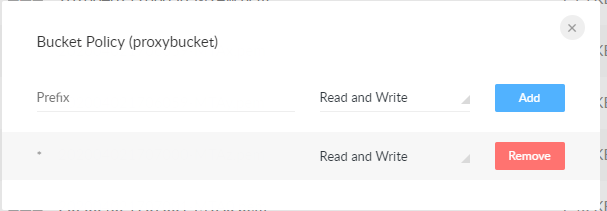 Bucket Policy (proxybucket)
×
Prefix
Read and Write
Add
*
Read and Write
Remove